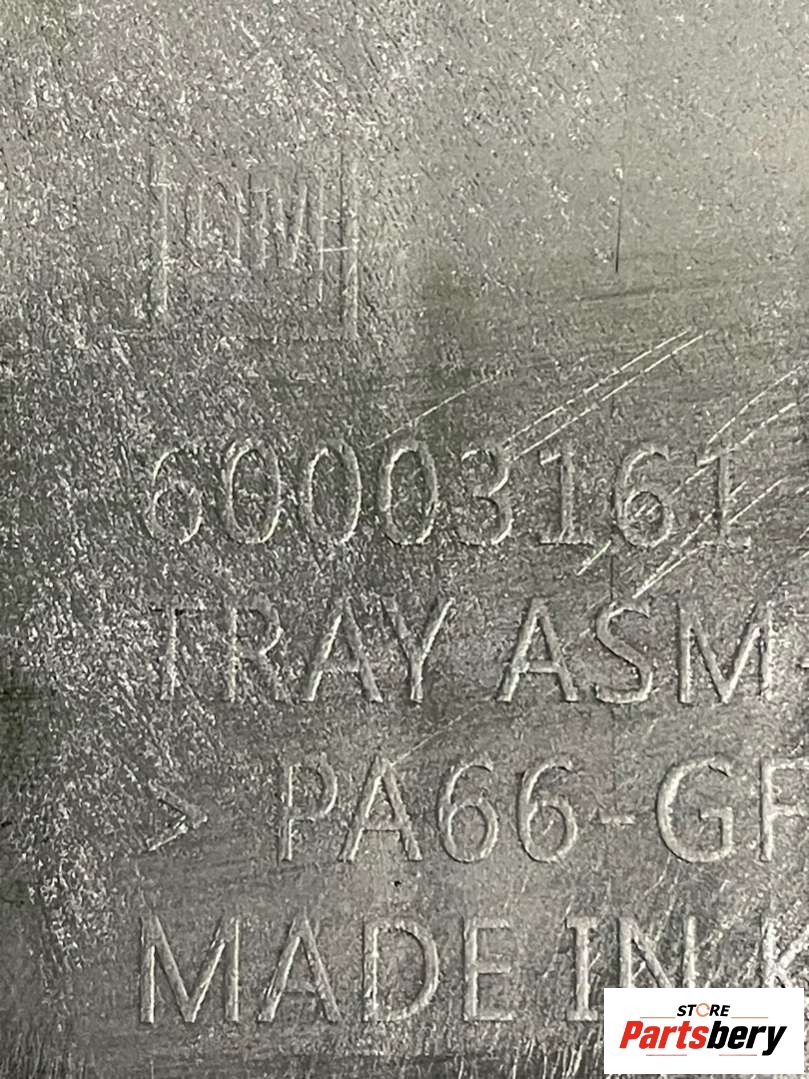 60003161
TRAY ASM
> PA66-GF
MADE IN K
STORE
Partsbery